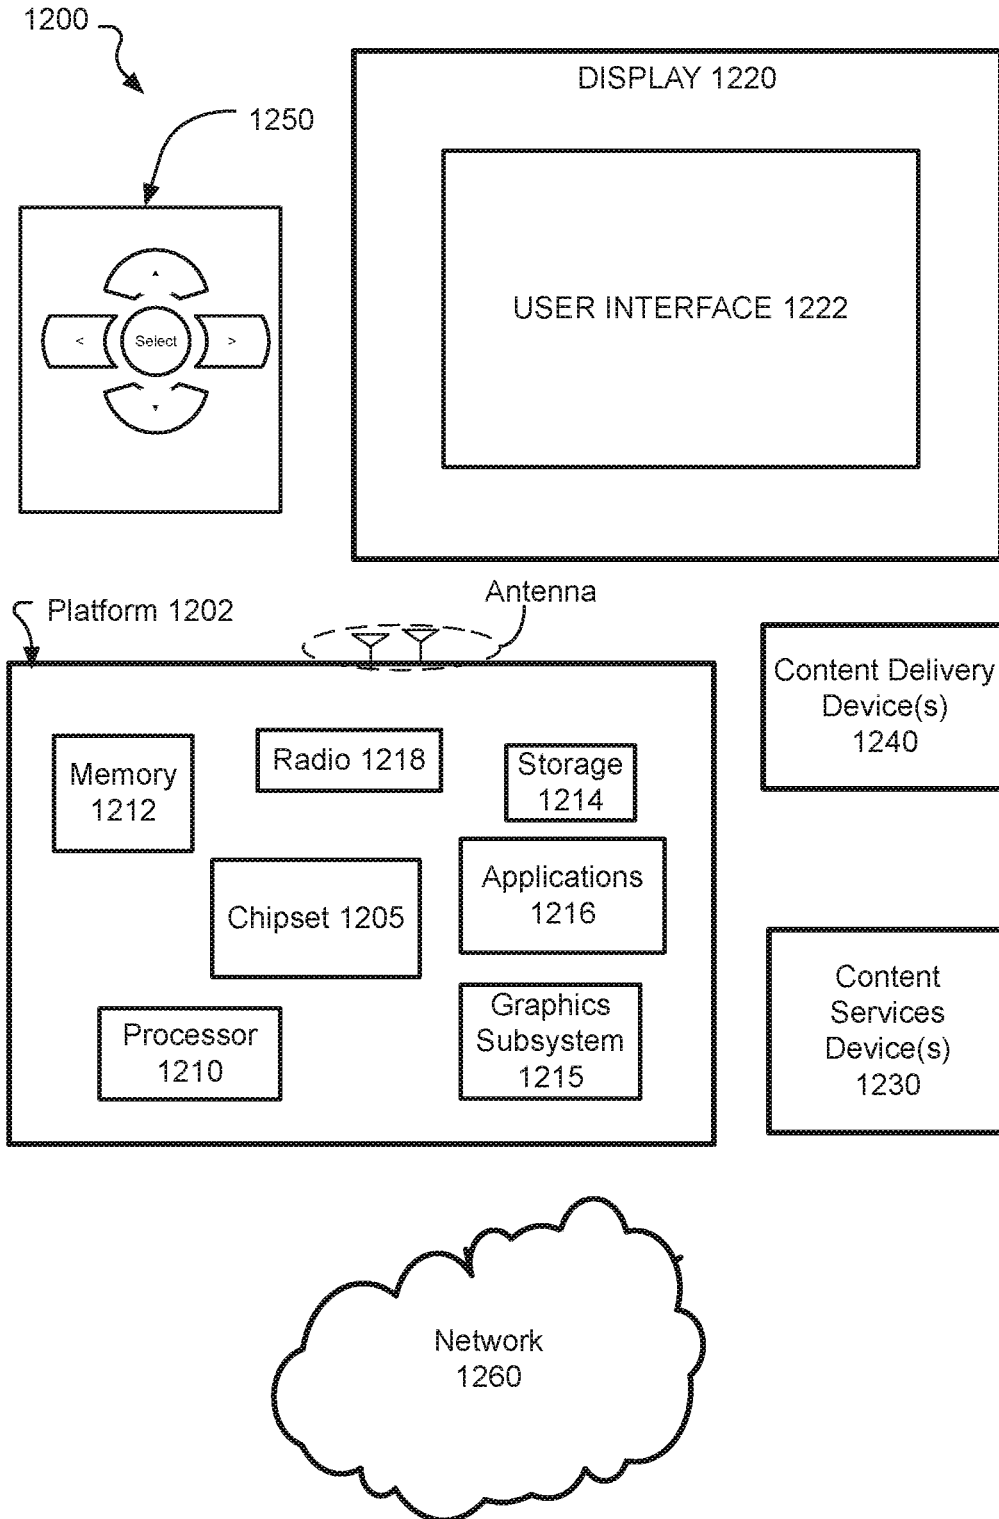 1200
1250
DISPLAY 1220
USER INTERFACE 1222
<
Select
>
Platform 1202
Antenna
Memory
1212
Radio 1218
Storage
1214
Chipset 1205
Applications
1216
Processor
1210
Graphics
Subsystem
1215
Content Delivery
Device(s)
1240
Content
Services
Device(s)
1230
Network
1260